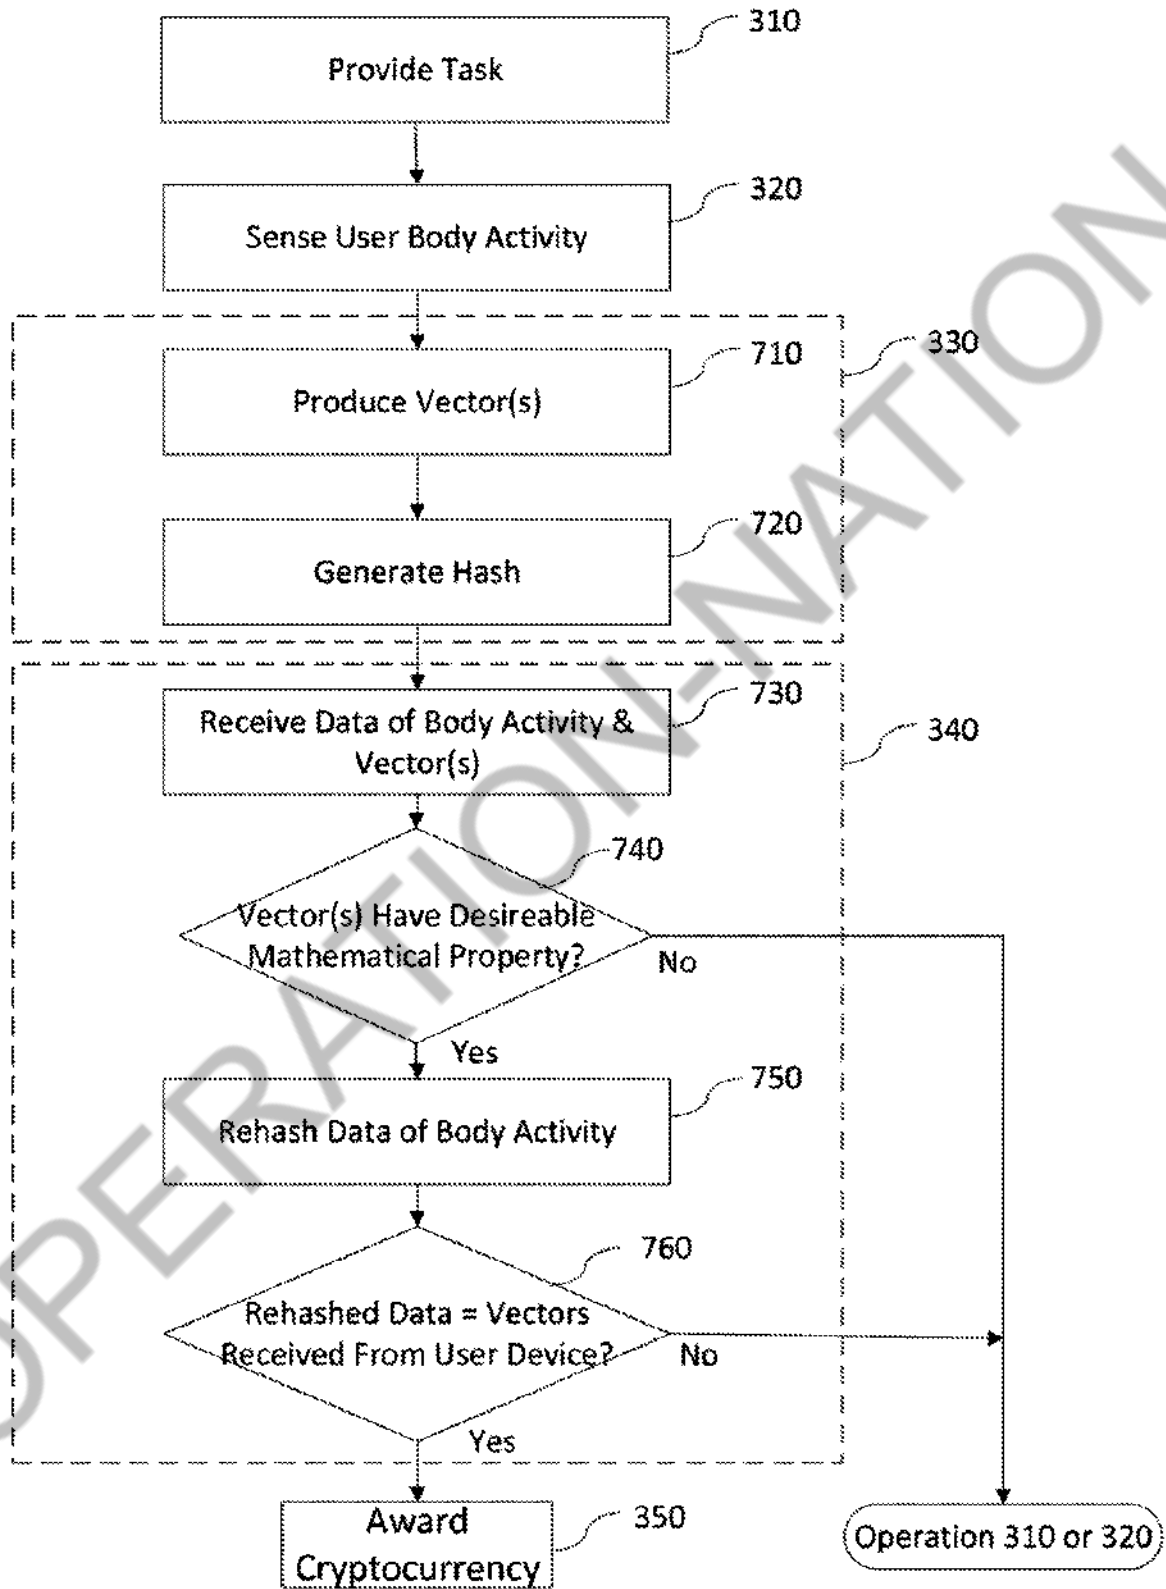 310
Provide Task
320
Sense User Body Activity
330
710
Produce Vector(s)
720
Generate Hash
730
Receive Data of Body Activity &
Vector(s)
340
740
Vector(s) Have Desireable
Mathematical Property?
No
Yes
750
Rehash Data of Body Activity
760
Rehashed Data = Vectors
Received From User Device?
No
Yes
350
Award
Cryptocurrency
Operation 310 or 320
OPERATION-NATION